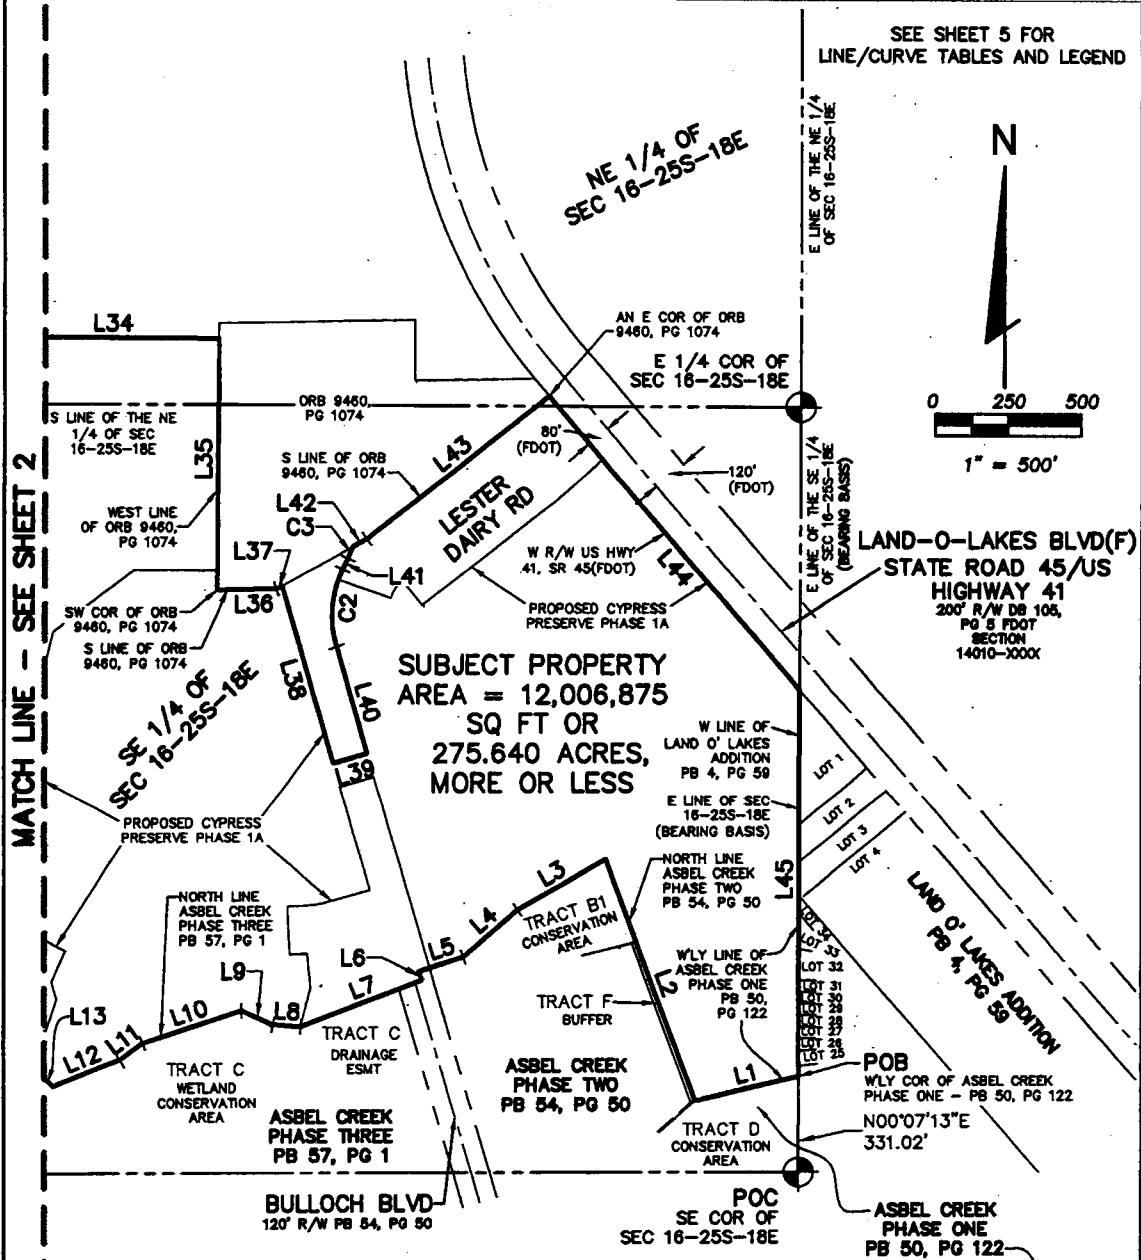 SEE SHEET 5 FOR
LINE/CURVE TABLES AND LEGEND
E LINE OF THE NE 1/4
OF SEC 16-25S-18E
N
NE 1/4 OF
SEC 16-25S-18E
AN E COR OF ORB
9460, PG 1074
E 1/4 COR OF
SEC 16-25S-18E
0 250 500
1" = 500'
L34
S LINE OF THE NE
1/4 OF SEC
16-25S-18E
ORB 9460,
PG 1074
L35
S LINE OF ORB
9460, PG 1074
L43
80'
(FDOT)
120'
(FDOT)
E LINE OF THE SE 1/4
OF SEC 16-25S-18E
(BEARING BASIS)
LESTER
DAIRY RD
WEST LINE
OF ORB 9460,
PG 1074
L42
C3
L37
L41
L36
C2
W R/W US HWY
41, SR 45(FDOT)
L44
LAND-O-LAKES BLVD(F)
STATE ROAD 45/US
HIGHWAY 41
200' R/W DB 105,
PG 5 FDOT
SECTION
14010-XXXX
SW COR OF ORB
9460, PG 1074
S LINE OF ORB
9460, PG 1074
PROPOSED CYPRESS
PRESERVE PHASE 1A
MATCH LINE - SEE SHEET 2
L38
L40
L39
SUBJECT PROPERTY
AREA = 12,006,875
SQ FT OR
275.640 ACRES,
MORE OR LESS
SE 1/4 OF
SEC 16-25S-18E
W LINE OF
LAND O' LAKES
ADDITION
PB 4, PG 59
E LINE OF SEC
16-25S-18E
(BEARING BASIS)
LOT 1
LOT 2
LOT 3
LOT 4
L45
PROPOSED CYPRESS
PRESERVE PHASE 1A
NORTH LINE
ASBEL CREEK
PHASE THREE
PB 57, PG 1
L3
L4
L5
L6
L7
L8
L9
L10
L11
L12
L13
TRACT B1
CONSERVATION
AREA
NORTH LINE
ASBEL CREEK
PHASE TWO
PB 54, PG 50
W'LY LINE OF
ASBEL CREEK
PHASE ONE
PB 50,
PG 122
L2
TRACT F
BUFFER
LOT 34
LOT 33
LOT 32
LOT 31
LOT 30
LOT 29
LOT 28
LOT 27
LOT 26
LOT 25
LAND O' LAKES ADDITION
PB 4, PG 59
TRACT C
DRAINAGE
ESMT
TRACT C
WETLAND
CONSERVATION
AREA
ASBEL CREEK
PHASE THREE
PB 57, PG 1
ASBEL CREEK
PHASE TWO
PB 54, PG 50
L1
POB
W'LY COR OF ASBEL CREEK
PHASE ONE - PB 50, PG 122
N00°07'13"E
331.02'
TRACT D
CONSERVATION
AREA
BULLOCH BLVD
120' R/W PB 54, PG 50
POC
SE COR OF
SEC 16-25S-18E
ASBEL CREEK
PHASE ONE
PB 50, PG 122